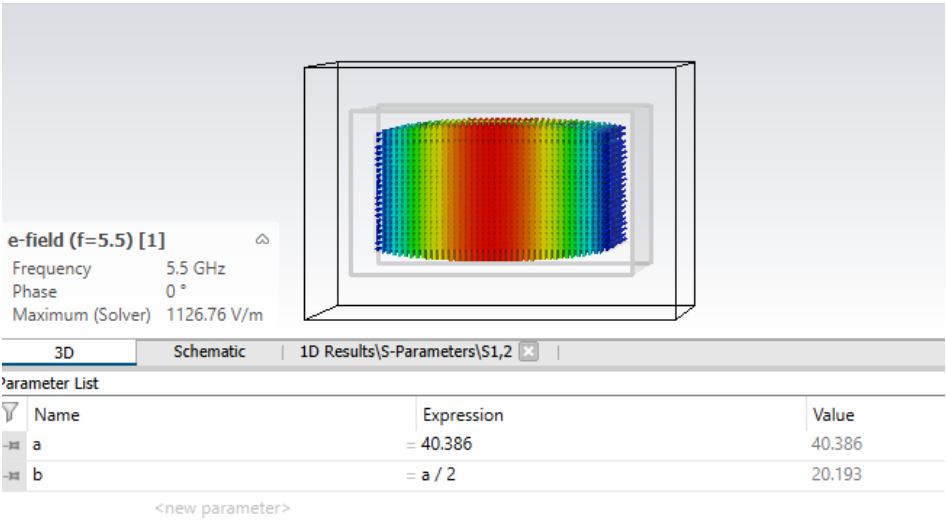 e-field (f=5.5) [1]
Frequency 5.5 GHz
Phase 0 °
Maximum (Solver) 1126.76 V/m
3D Schematic 1D Results\S-Parameters\S1,2
Parameter List
Name Expression Value
a = 40.386 40.386
b = a / 2 20.193
<new parameter>